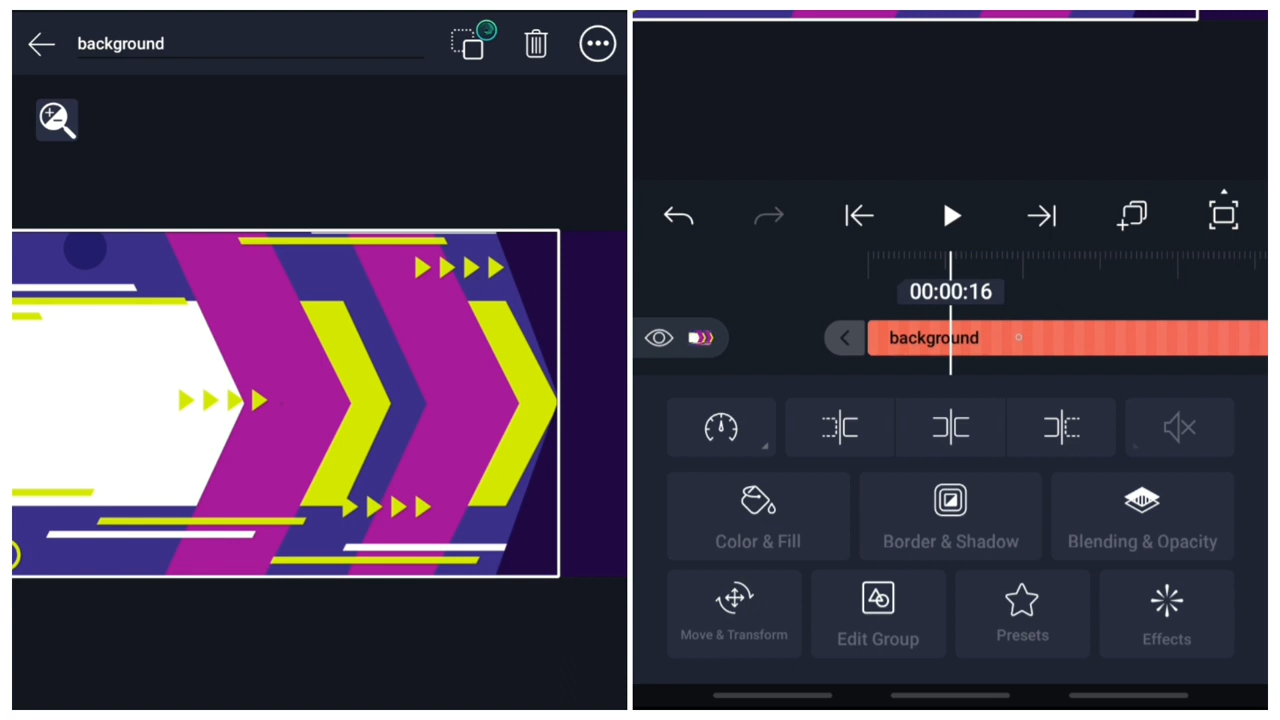 background
00:00:16
background
Color & Fill
Border & Shadow
Blending & Opacity
Move & Transform
Edit Group
Presets
Effects